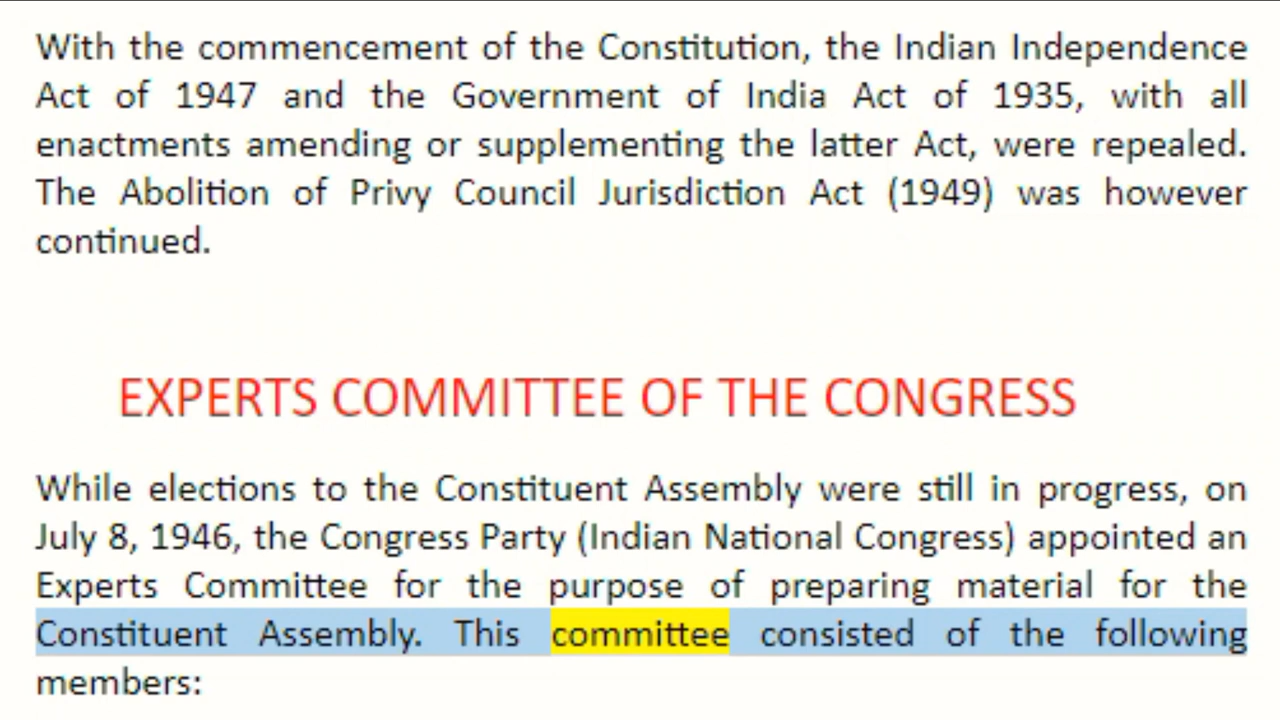 With the commencement of the Constitution, the Indian Independence
Act of 1947 and the Government of India Act of 1935, with all
enactments amending or supplementing the latter Act, were repealed.
The Abolition of Privy Council Jurisdiction Act (1949) was however
continued.
EXPERTS COMMITTEE OF THE CONGRESS
While elections to the Constituent Assembly were still in progress, on
July 8, 1946, the Congress Party (Indian National Congress) appointed an
Experts Committee for the purpose of preparing material for the
Constituent Assembly. This committee consisted of the following
members: